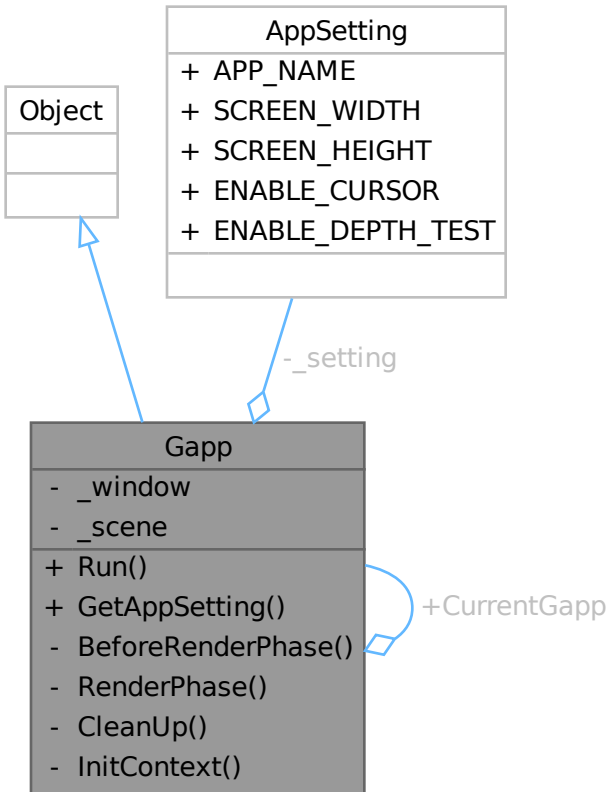 AppSetting
+ APP_NAME
+ SCREEN_WIDTH
+ SCREEN_HEIGHT
+ ENABLE_CURSOR
+ ENABLE_DEPTH_TEST
Object
-_setting
Gapp
- _window
- _scene
+ Run()
+ GetAppSetting()
- BeforeRenderPhase()
- RenderPhase()
- CleanUp()
- InitContext()
+CurrentGapp